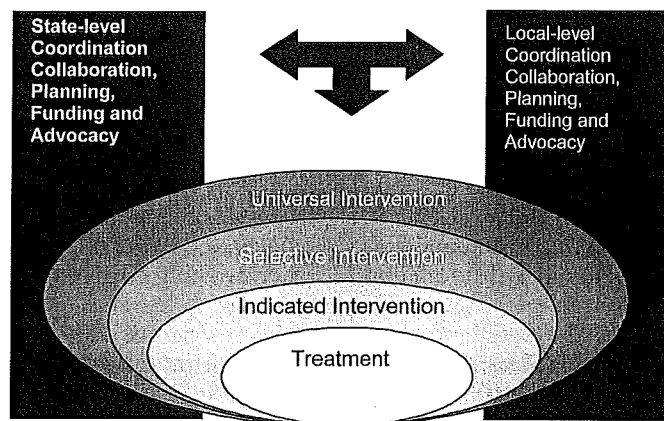 State-level
Coordination
Collaboration,
Planning,
Funding and
Advocacy
Local-level
Coordination
Collaboration,
Planning,
Funding and
Advocacy
Universal Intervention
Selective Intervention
Indicated Intervention
Treatment